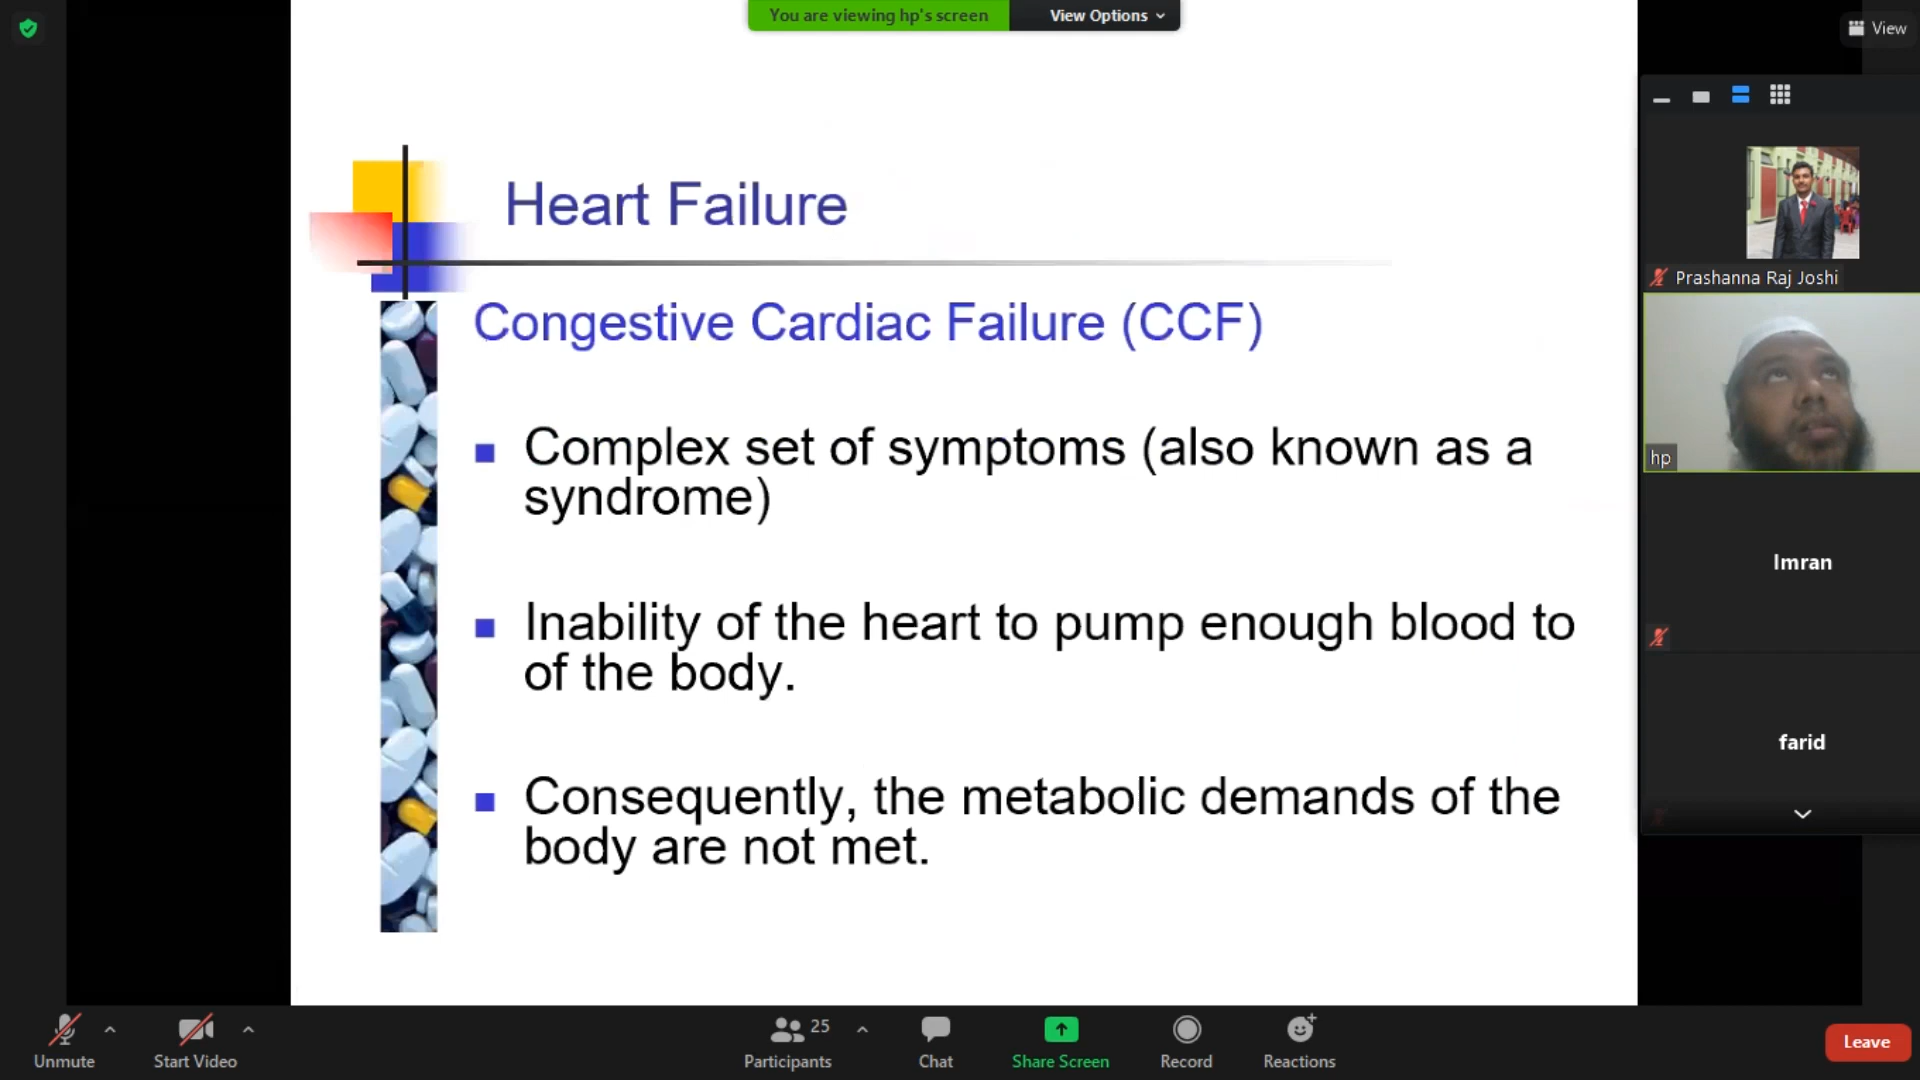 You are viewing hp's screen
View Options
View
Heart Failure
Congestive Cardiac Failure (CCF)
Complex set of symptoms (also known as a
syndrome)
Inability of the heart to pump enough blood to
of the body.
Consequently, the metabolic demands of the
body are not met.
Prashanna Raj Joshi
hp
Imran
farid
Unmute
Start Video
25
Participants
Chat
Share Screen
Record
Reactions
Leave